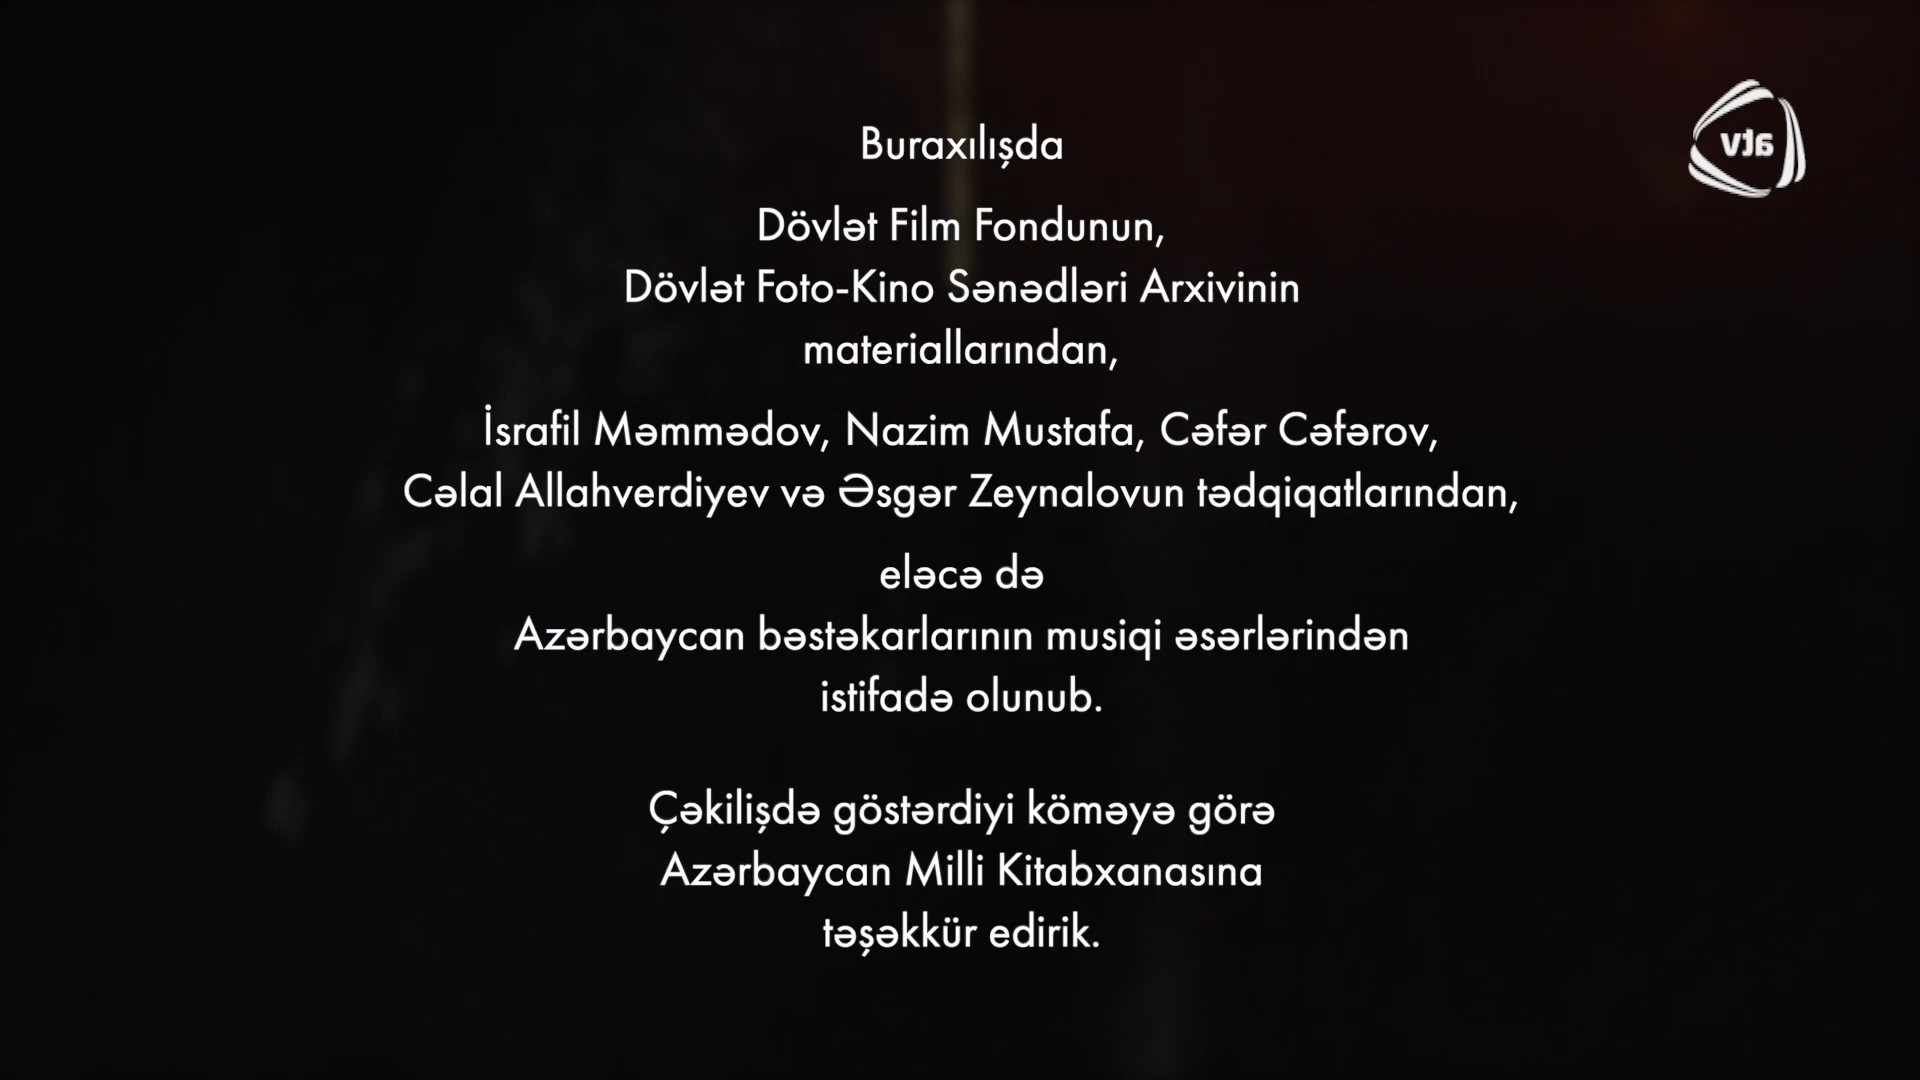 atv
Buraxılışda
Dövlət Film Fondunun,
Dövlət Foto-Kino Sənədləri Arxivinin
materiallarından,
İsrafil Məmmədov, Nazim Mustafa, Cəfər Cəfərov,
Cəlal Allahverdiyev və Əsgər Zeynalovun tədqiqatlarından,
eləcə də
Azərbaycan bəstəkarlarının musiqi əsərlərindən
istifadə olunub.
Çəkilişdə göstərdiyi köməyə görə
Azərbaycan Milli Kitabxanasına
təşəkkür edirik.